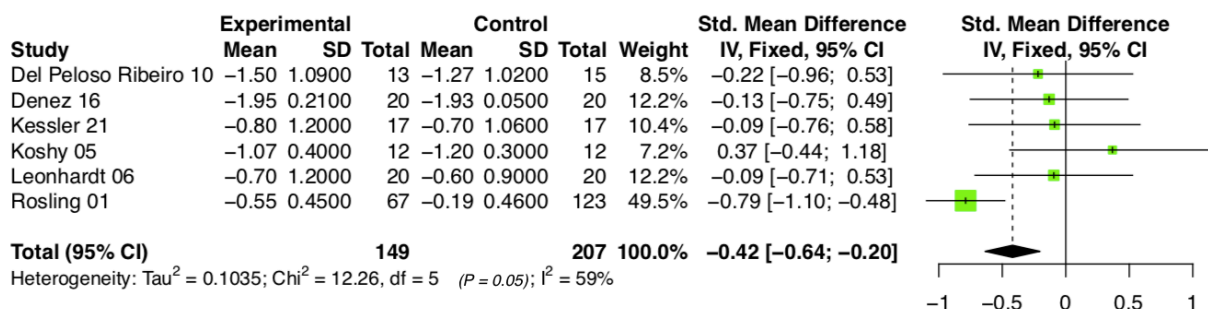 Experimental Control Std. Mean Difference Std. Mean Difference
Study Mean SD Total Mean SD Total Weight IV, Fixed, 95% CI IV, Fixed, 95% CI
Del Peloso Ribeiro 10 −1.50 1.0900 13 −1.27 1.0200 15 8.5% −0.22 [−0.96; 0.53]
Denez 16 −1.95 0.2100 20 −1.93 0.0500 20 12.2% −0.13 [−0.75; 0.49]
Kessler 21 −0.80 1.2000 17 −0.70 1.0600 17 10.4% −0.09 [−0.76; 0.58]
Koshy 05 −1.07 0.4000 12 −1.20 0.3000 12 7.2% 0.37 [−0.44; 1.18]
Leonhardt 06 −0.70 1.2000 20 −0.60 0.9000 20 12.2% −0.09 [−0.71; 0.53]
Rosling 01 −0.55 0.4500 67 −0.19 0.4600 123 49.5% −0.79 [−1.10; −0.48]
Total (95% CI) 149 207 100.0% −0.42 [−0.64; −0.20]
Heterogeneity: Tau² = 0.1035; Chi² = 12.26, df = 5 (P = 0.05); I² = 59%
−1 −0.5 0 0.5 1